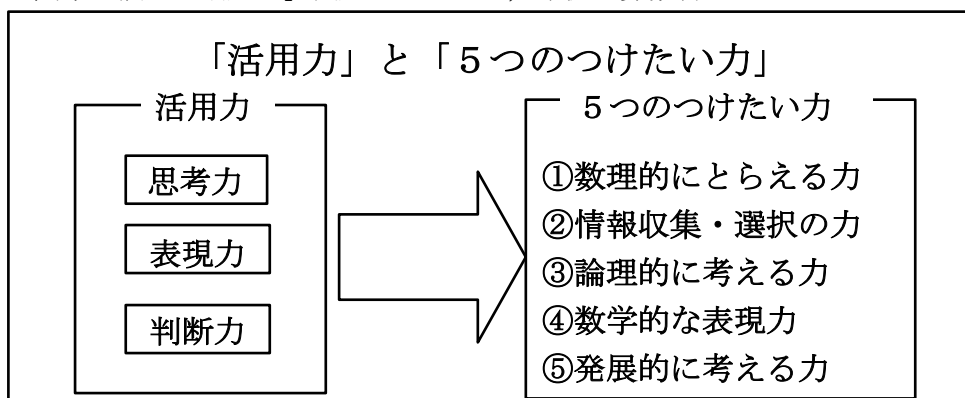 「活用力」と「５つのつけたい力」
活用力
思考力
表現力
判断力
５つのつけたい力
①数理的にとらえる力
②情報収集・選択の力
③論理的に考える力
④数学的な表現力
⑤発展的に考える力